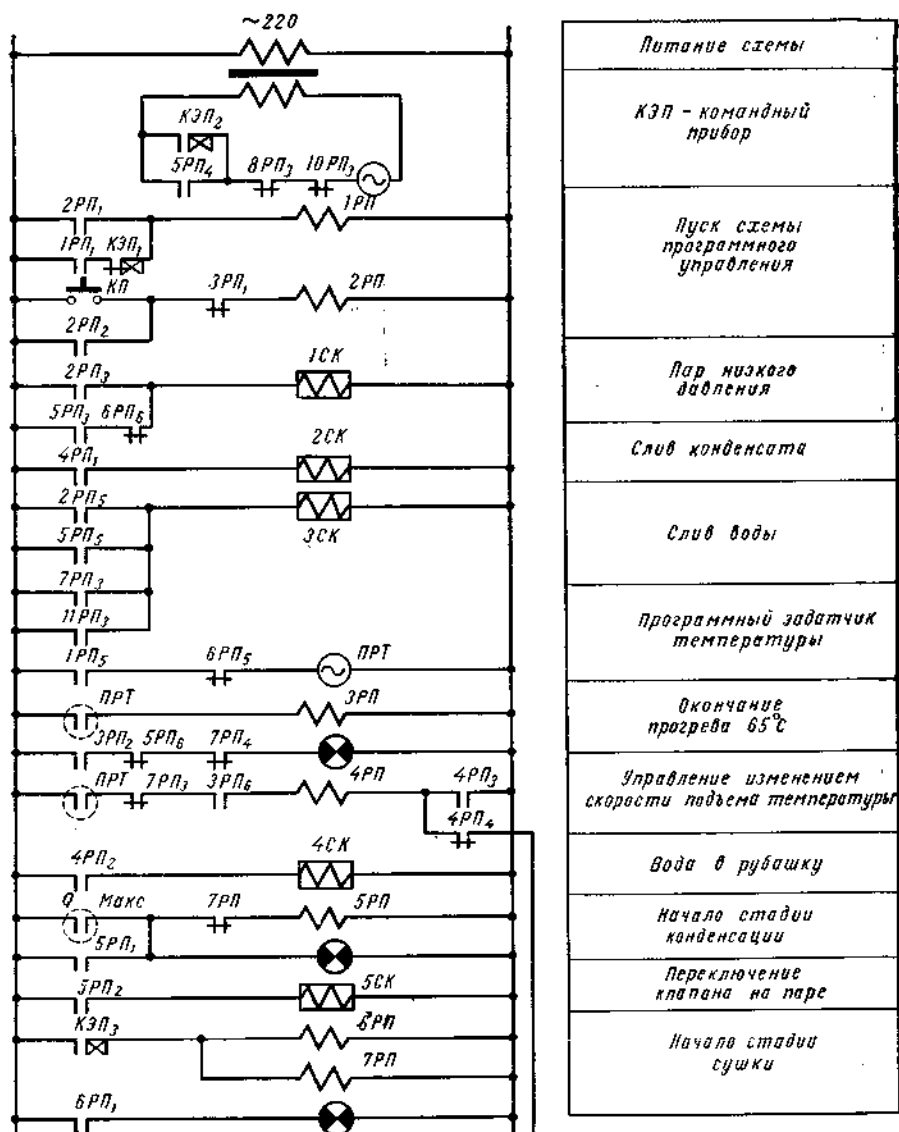 ~220
Питание схемы
КЭП₂
КЭП - командный
прибор
5РП₄
8РП₃
10РП₃
2РП₁
1РП
1РП₁
КЭП₁
Пуск схемы
программного
управления
КП
3РП₁
2РП
2РП₂
2РП₃
1СК
Пар низкого
давления
5РП₃
6РП₆
4РП₁
2СК
Слив конденсата
2РП₅
3СК
Слив воды
5РП₅
7РП₃
11РП₃
Программный задатчик
температуры
1РП₅
6РП₅
ПРТ
ПРТ
3РП
Окончание
прогрева 65°С
3РП₂
5РП₆
7РП₄
ПРТ
7РП₃
3РП₆
4РП
4РП₃
Управление изменением
скорости подъема температуры
4РП₄
4РП₂
4СК
Вода в рубашку
Q
Макс
7РП
5РП
Начало стадии
конденсации
5РП₁
5РП₂
5СК
Переключение
клапана на паре
КЭП₃
6РП
Начало стадии
сушки
7РП
6РП₁